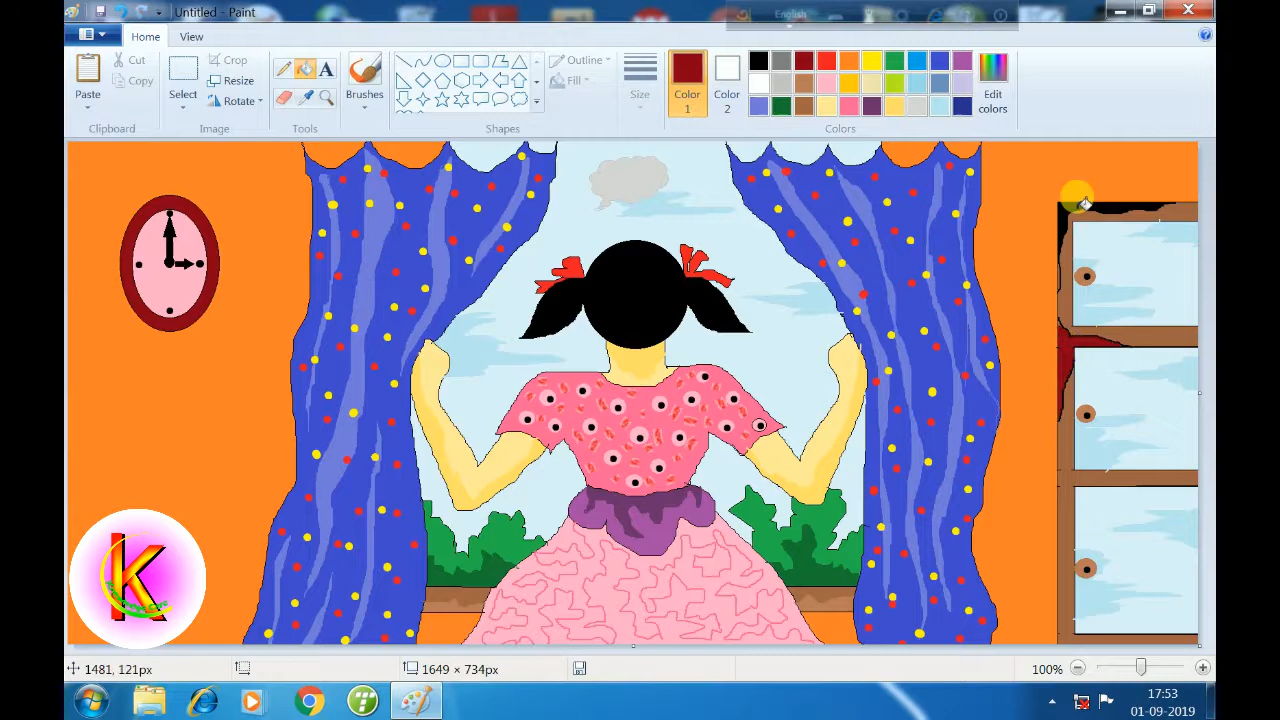 Untitled - Paint
English
Home View
Cut
Copy
Paste
Clipboard
Crop
Resize
Rotate
Select
Image
Tools
Brushes
Outline
Fill
Shapes
Size
Color
1
Color
2
Edit
colors
Colors
A
K
1481, 121px
1649 × 734px
100%
17:53
01-09-2019